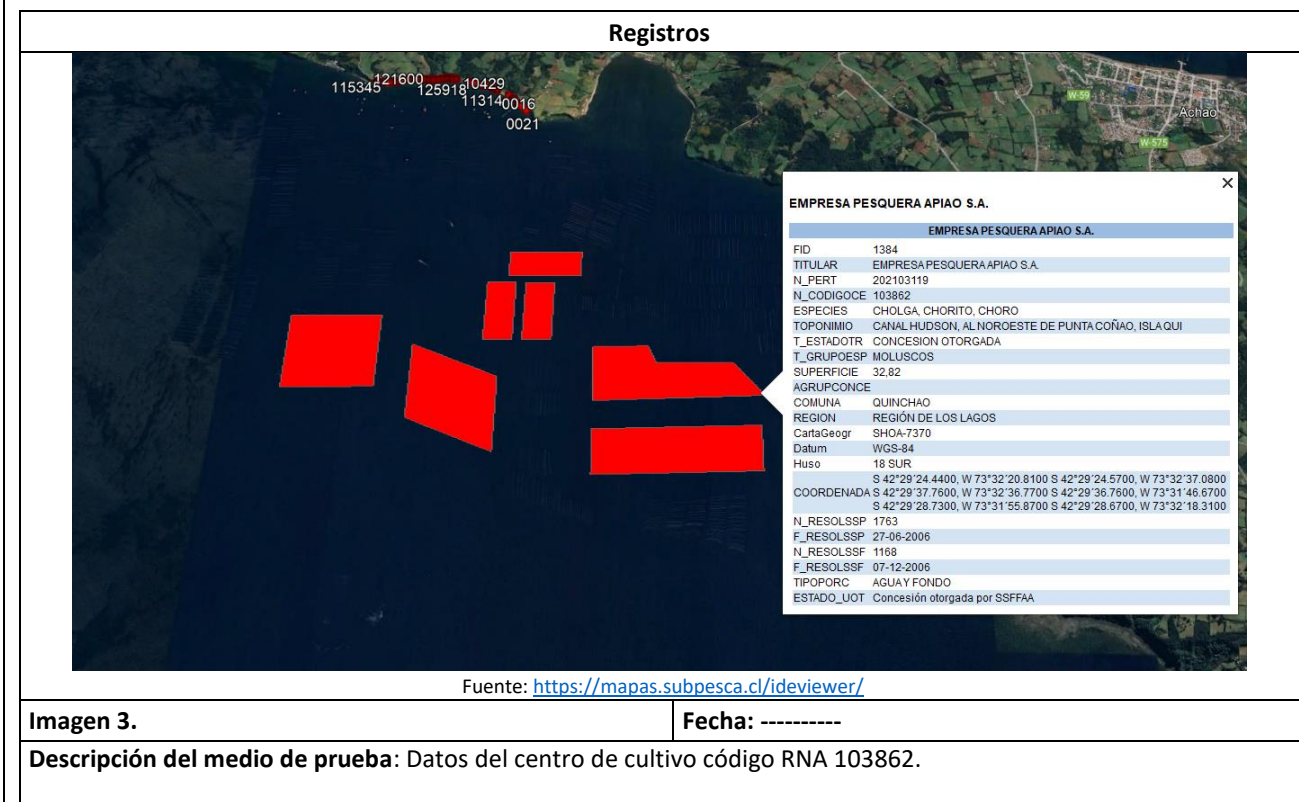 Registros
115345
121600
125918
10429
11314
0016
0021
W-59
Achao
W-575
×
EMPRESA PESQUERA APIAO S.A.
EMPRESA PESQUERA APIAO S.A.
FID 1384
TITULAR EMPRESA PESQUERA APIAO S.A.
N_PERT 202103119
N_CODIGOCE 103862
ESPECIES CHOLGA, CHORITO, CHORO
TOPONIMIO CANAL HUDSON, AL NOROESTE DE PUNTA COÑAO, ISLA QUI
T_ESTADOTR CONCESION OTORGADA
T_GRUPOESP MOLUSCOS
SUPERFICIE 32,82
AGRUPCONCE
COMUNA QUINCHAO
REGION REGIÓN DE LOS LAGOS
CartaGeogr SHOA-7370
Datum WGS-84
Huso 18 SUR
S 42°29´24.4400, W 73°32´20.8100 S 42°29´24.5700, W 73°32´37.0800
COORDENADA S 42°29´37.7600, W 73°32´36.7700 S 42°29´36.7600, W 73°31´46.6700
S 42°29´28.7300, W 73°31´55.8700 S 42°29´28.6700, W 73°32´18.3100
N_RESOLSSP 1763
F_RESOLSSP 27-06-2006
N_RESOLSSF 1168
F_RESOLSSF 07-12-2006
TIPOPORC AGUA Y FONDO
ESTADO_UOT Concesión otorgada por SSFFAA
Fuente: https://mapas.subpesca.cl/ideviewer/
Imagen 3. Fecha: ----------
Descripción del medio de prueba: Datos del centro de cultivo código RNA 103862.